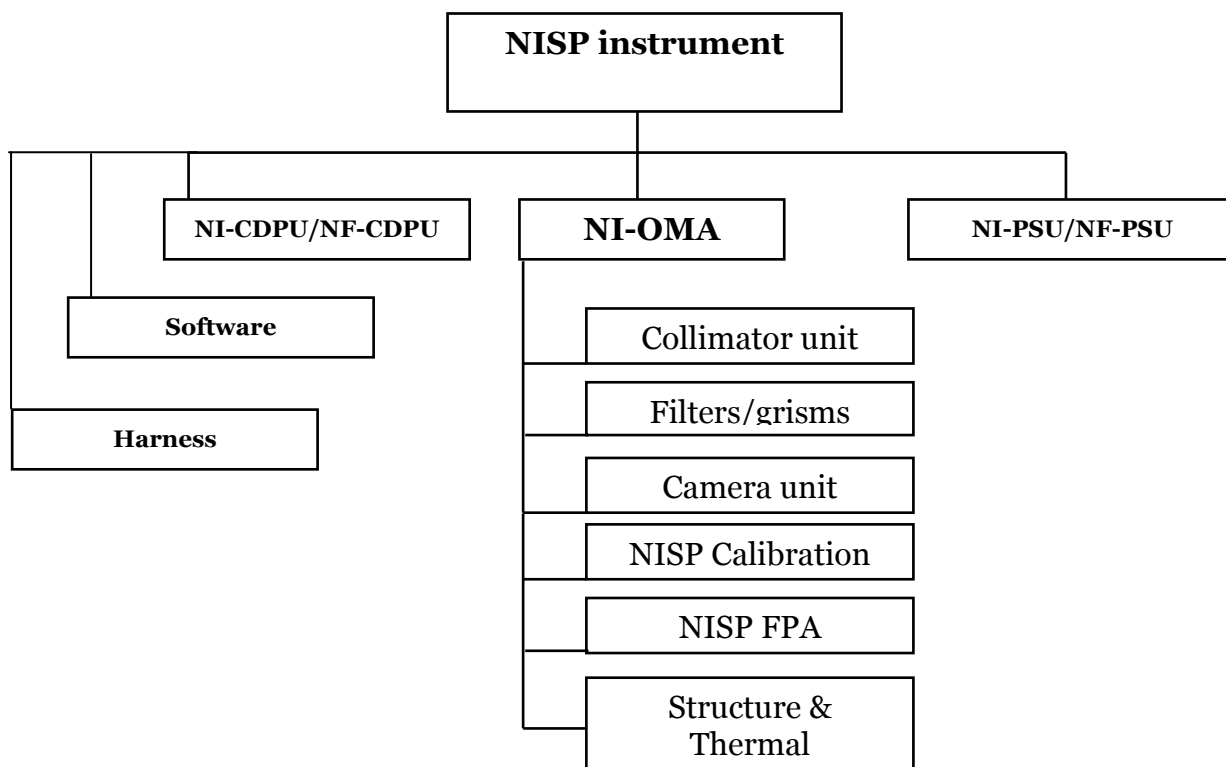 NISP instrument
NI-CDPU/NF-CDPU
NI-OMA
NI-PSU/NF-PSU
Software
Harness
Collimator unit
Filters/grisms
Camera unit
NISP Calibration
NISP FPA
Structure &
Thermal